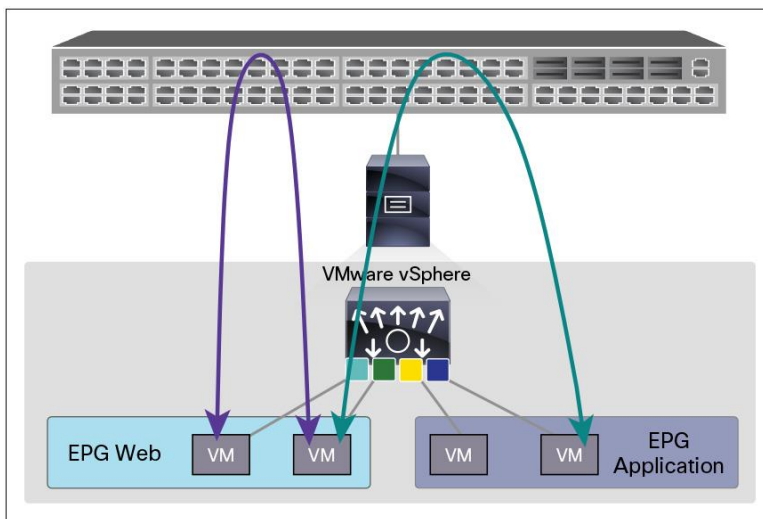 VMware vSphere
EPG Web
VM
VM
VM
VM
EPG
Application